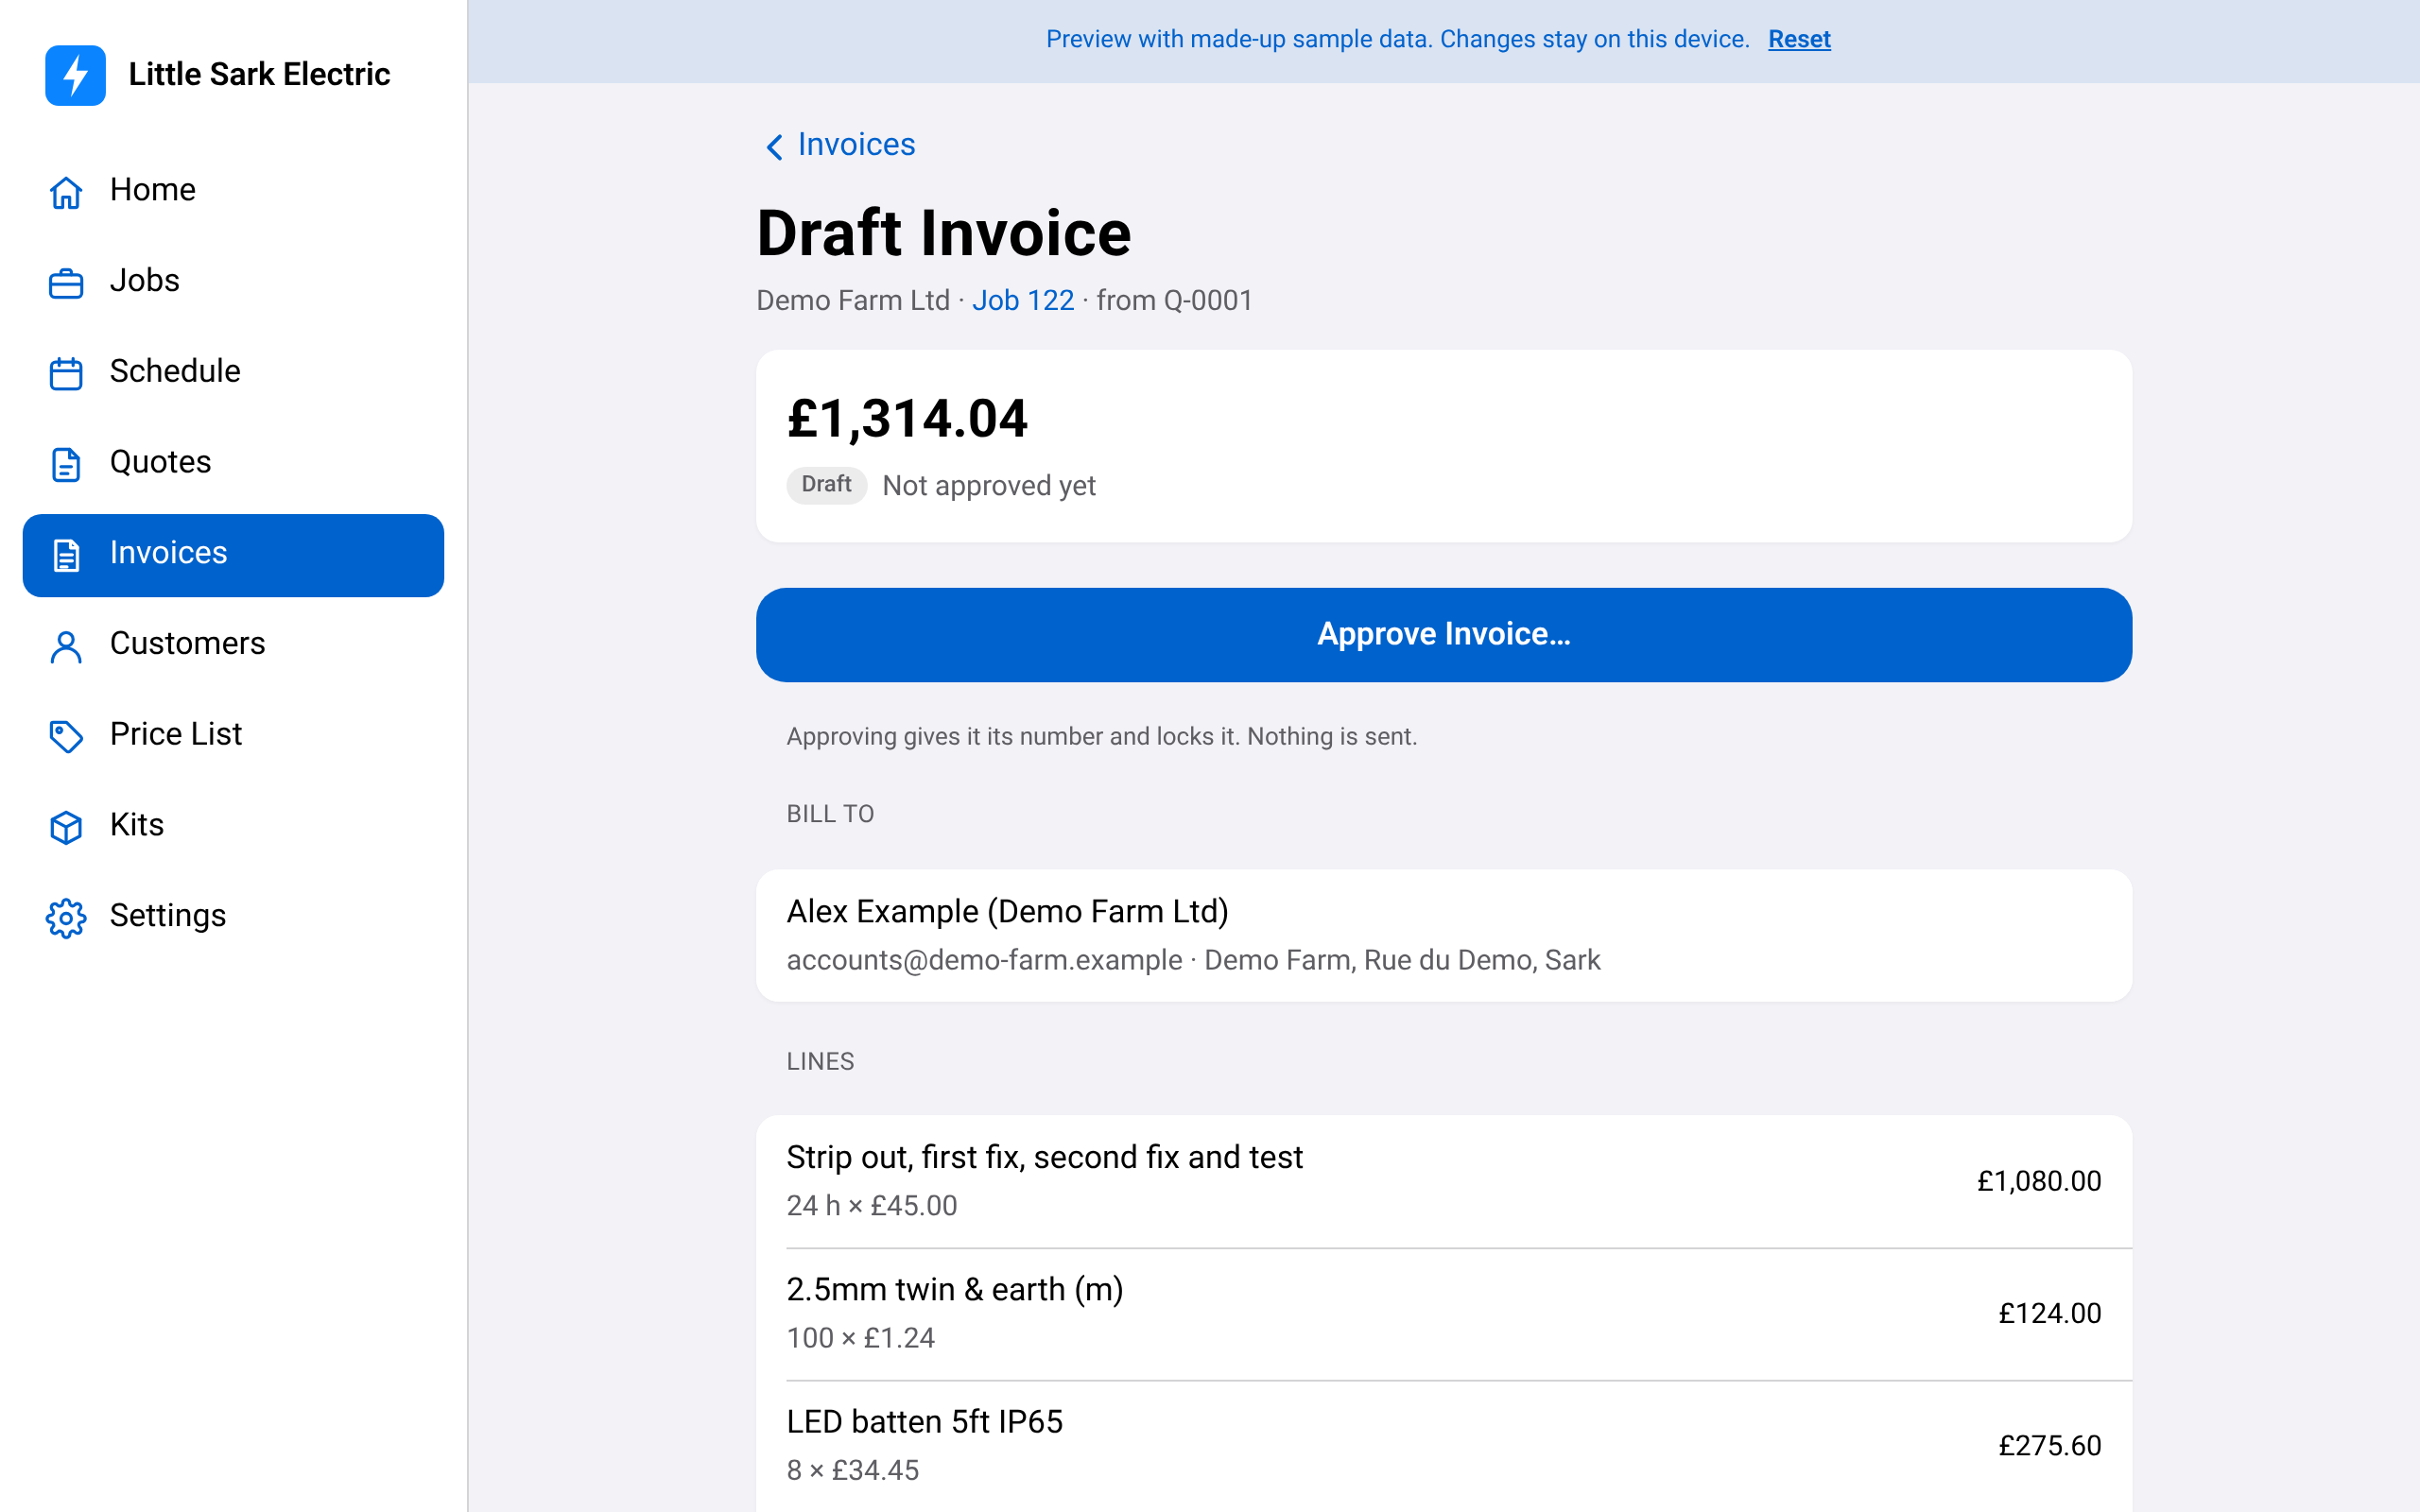 Little Sark Electric
Home
Jobs
Schedule
Quotes
Invoices
Customers
Price List
Kits
Settings
Preview with made-up sample data. Changes stay on this device. Reset
Invoices
Draft Invoice
Demo Farm Ltd · Job 122 · from Q-0001
£1,314.04
Draft Not approved yet
Approve Invoice…
Approving gives it its number and locks it. Nothing is sent.
BILL TO
Alex Example (Demo Farm Ltd)
accounts@demo-farm.example · Demo Farm, Rue du Demo, Sark
LINES
Strip out, first fix, second fix and test
£1,080.00
24 h × £45.00
2.5mm twin & earth (m)
£124.00
100 × £1.24
LED batten 5ft IP65
£275.60
8 × £34.45